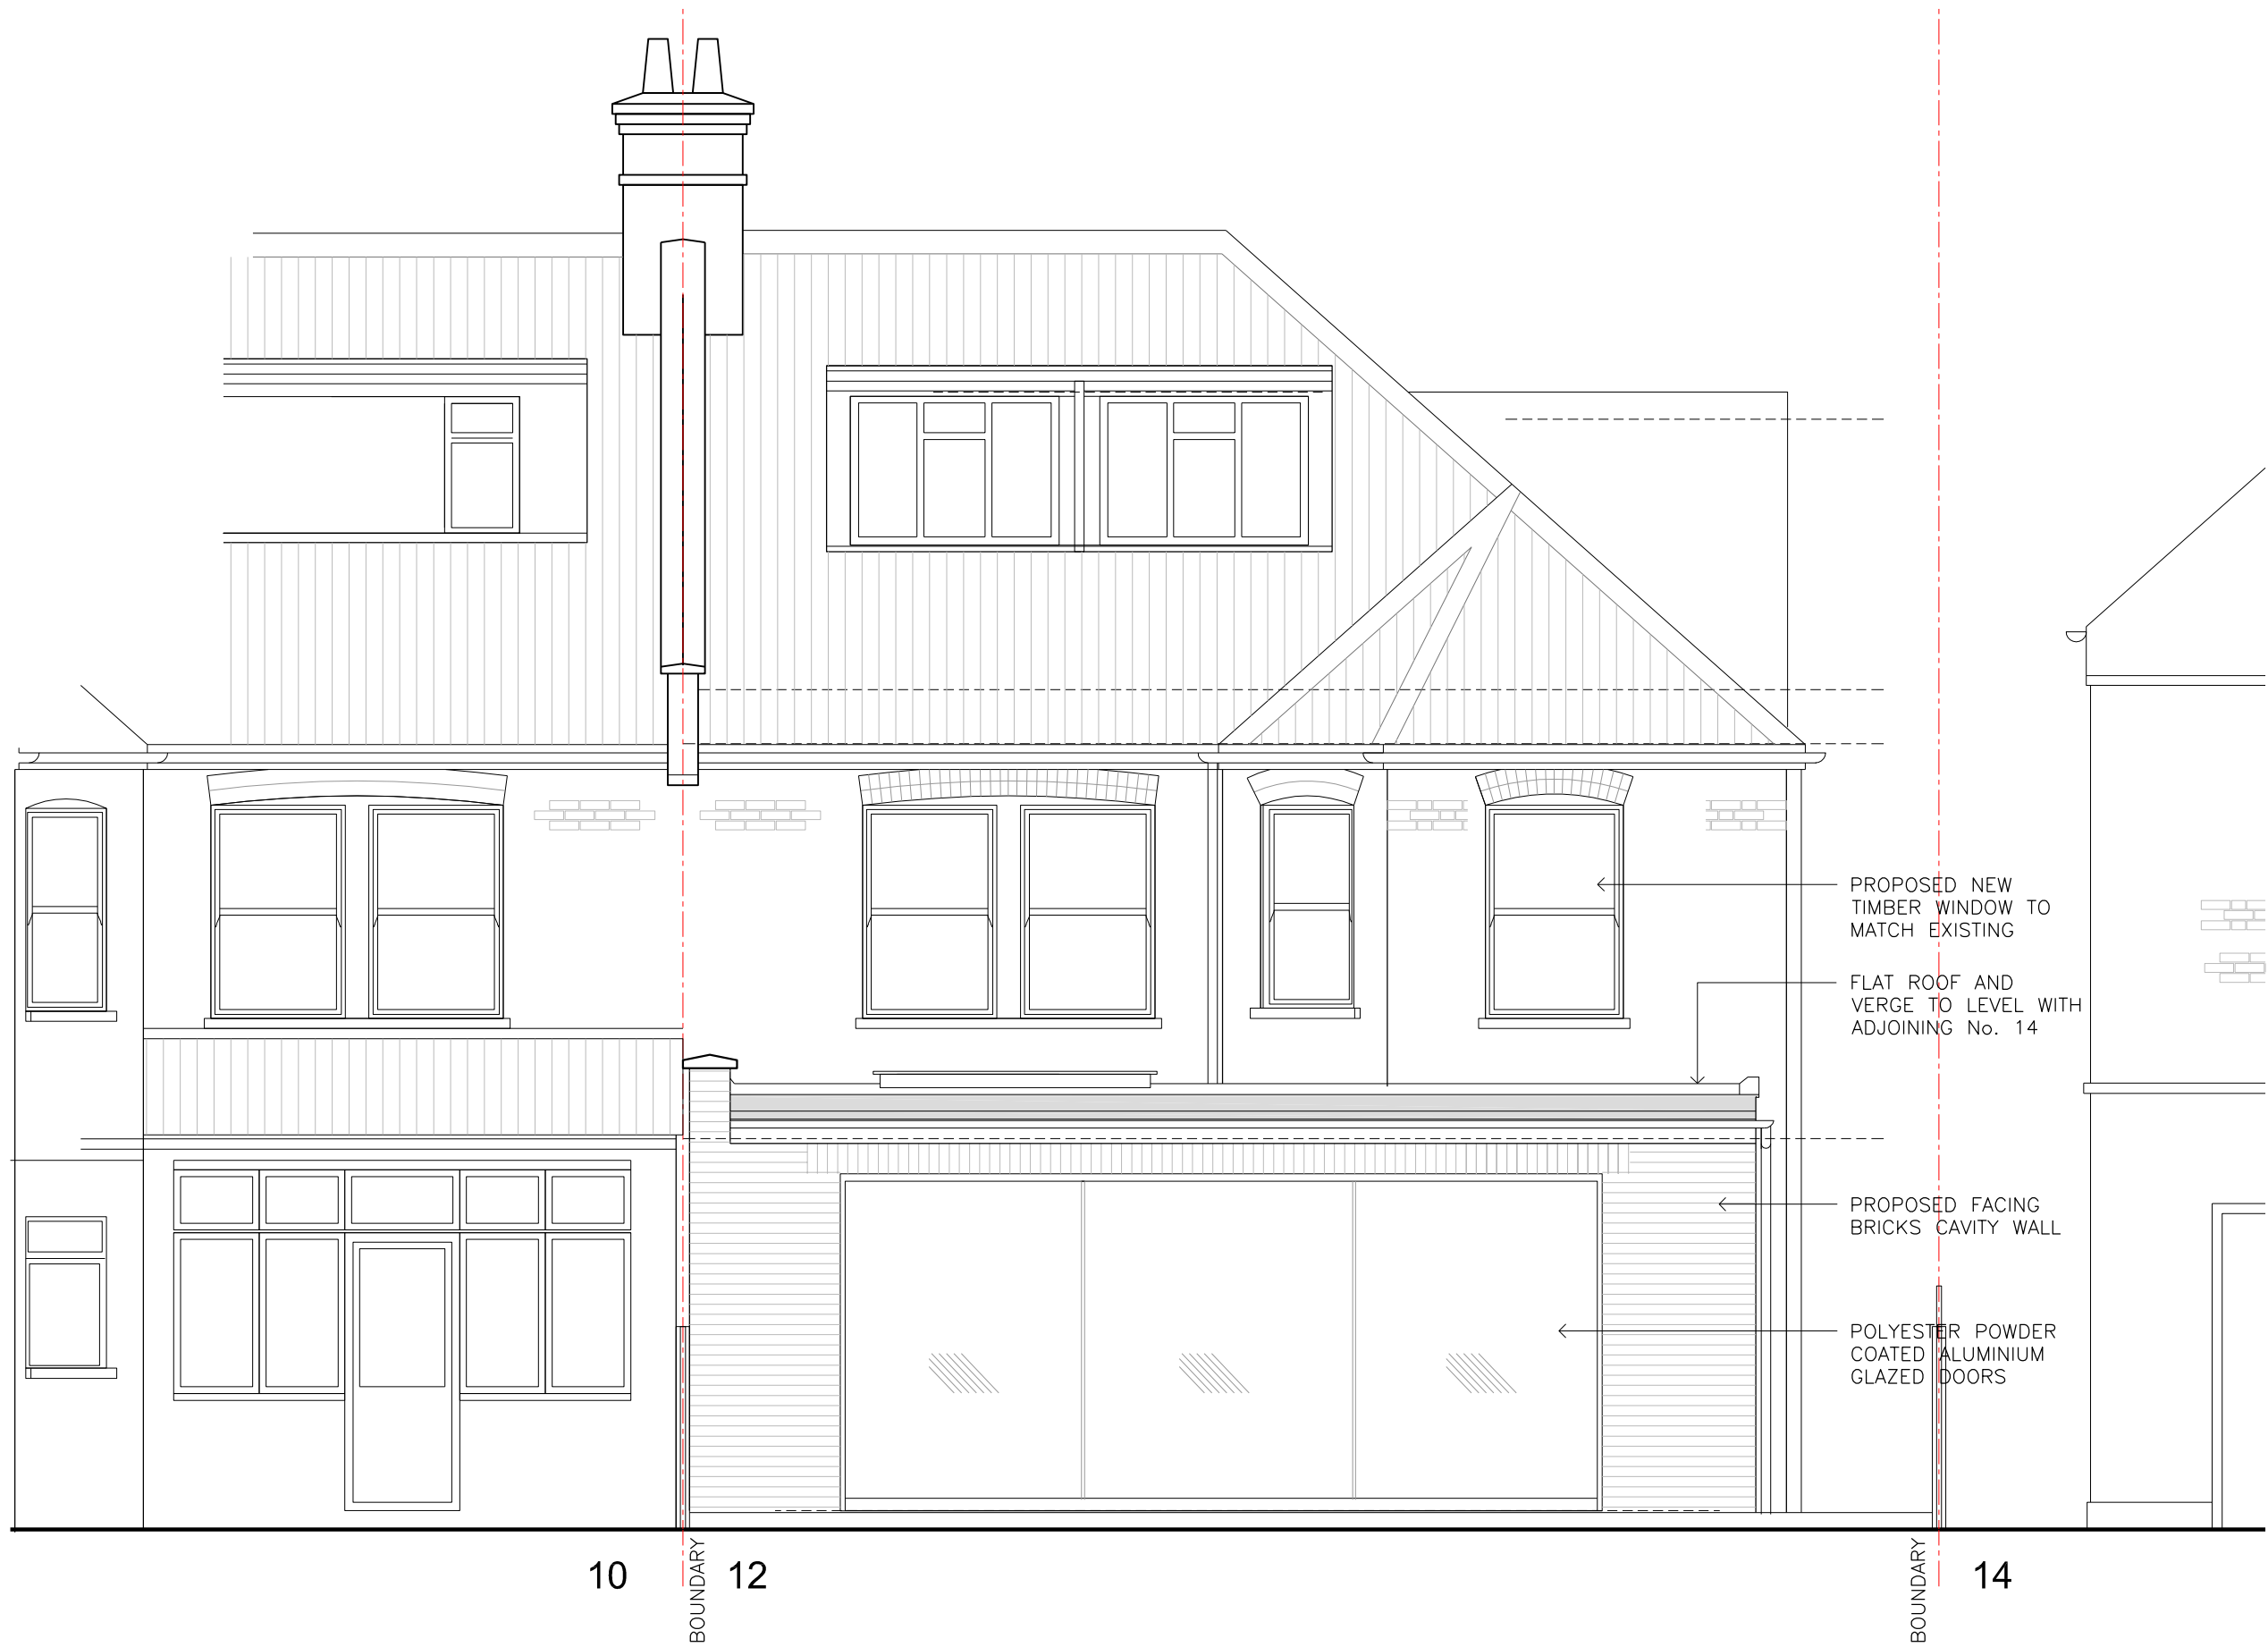 PROPOSED NEW
TIMBER WINDOW TO
MATCH EXISTING
FLAT ROOF AND
VERGE TO LEVEL WITH
ADJOINING No. 14
PROPOSED FACING
BRICKS CAVITY WALL
POLYESTER POWDER
COATED ALUMINIUM
GLAZED DOORS
10
BOUNDARY
12
BOUNDARY
14